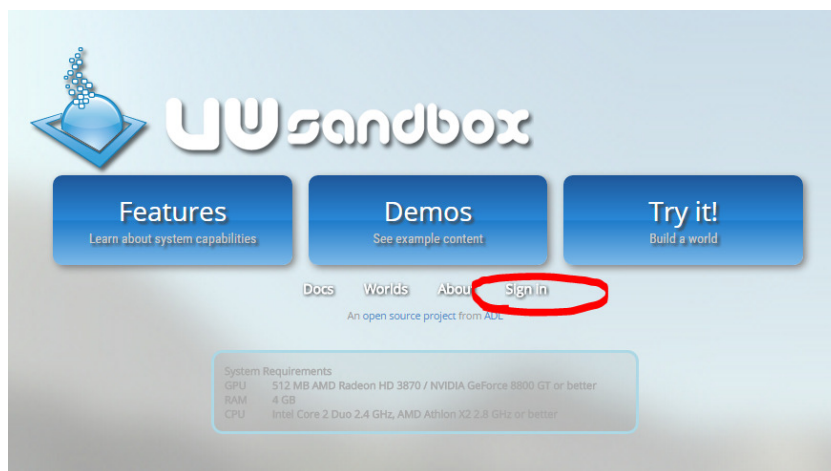 VW sandbox
Features
Learn about system capabilities
Demos
See example content
Try it!
Build a world
Docs Worlds About Sign In
An open source project from ADL
System Requirements
GPU 512 MB AMD Radeon HD 3870 / NVIDIA GeForce 8800 GT or better
RAM 4 GB
CPU Intel Core 2 Duo 2.4 GHz, AMD Athlon X2 2.8 GHz or better